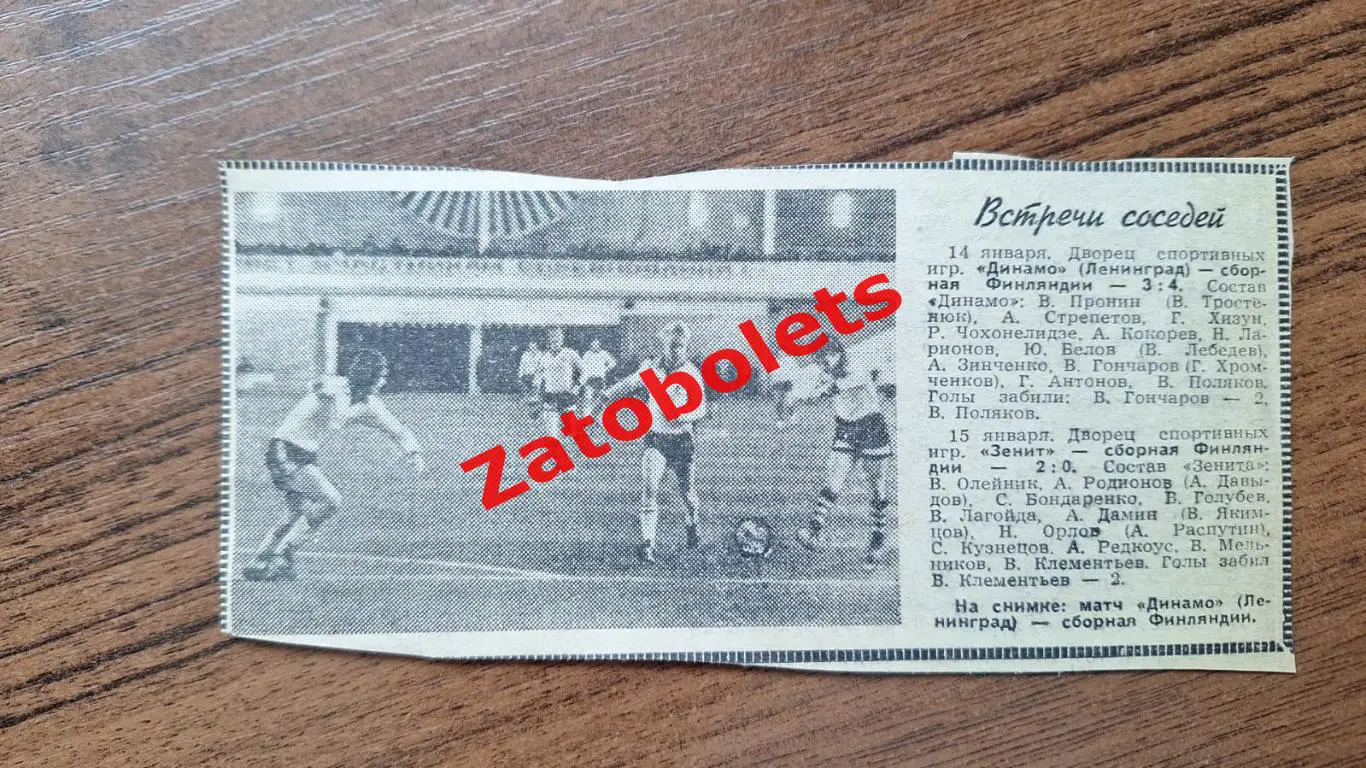 Встречи соседей
14 января. Дворец спортивных
игр. «Динамо» (Ленинград) — сбор-
ная Финляндии — 3:4. Состав
«Динамо»: В. Пронин (В. Тросте-
нюк), А. Стрепетов, Г. Хизун,
Р. Чохонелидзе, А. Кокорев, Н. Ла-
рионов, Ю. Белов (В. Лебедев),
А. Зинченко, В. Гончаров (Г. Хром-
ченков), Г. Антонов, В. Поляков.
Голы забили: В. Гончаров — 2,
В. Поляков.
15 января. Дворец спортивных
игр. «Зенит» — сборная Финлян-
дии — 2:0. Состав «Зенита»:
В. Олейник, А. Родионов (А. Давы-
дов), С. Бондаренко, В. Голубев,
В. Лагойда, А. Дамин (В. Яким-
цов), Н. Орлов (А. Распутин),
С. Кузнецов, А. Редкоус, В. Мель-
ников, В. Клементьев. Голы забил
В. Клементьев — 2.
На снимке: матч «Динамо» (Ле-
нинград) — сборная Финляндии.
Zatobolets